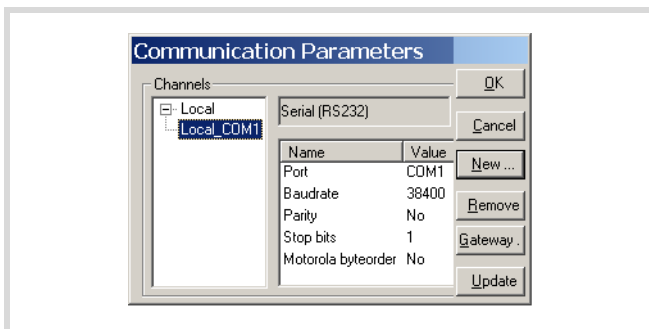 Communication Parameters
Channels
Local
Local_COM1
Serial (RS232)
Name Value
Port COM1
Baudrate 38400
Parity No
Stop bits 1
Motorola byteorder No
OK
Cancel
New ...
Remove
Gateway .
Update